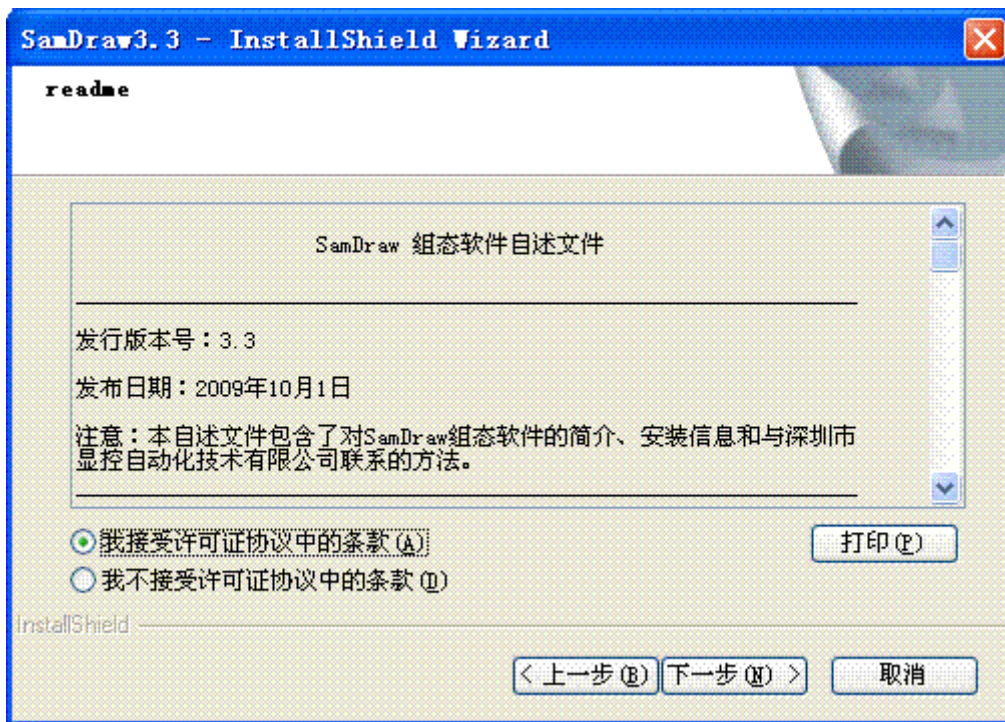 SamDraw3.3 - InstallShield Wizard
readme
SamDraw 组态软件自述文件
发行版本号：3.3
发布日期：2009年10月1日
注意：本自述文件包含了对SamDraw组态软件的简介、安装信息和与深圳市
显控自动化技术有限公司联系的方法。
我接受许可证协议中的条款(A)
打印(P)
我不接受许可证协议中的条款(D)
InstallShield
< 上一步(B) 下一步(N) > 取消